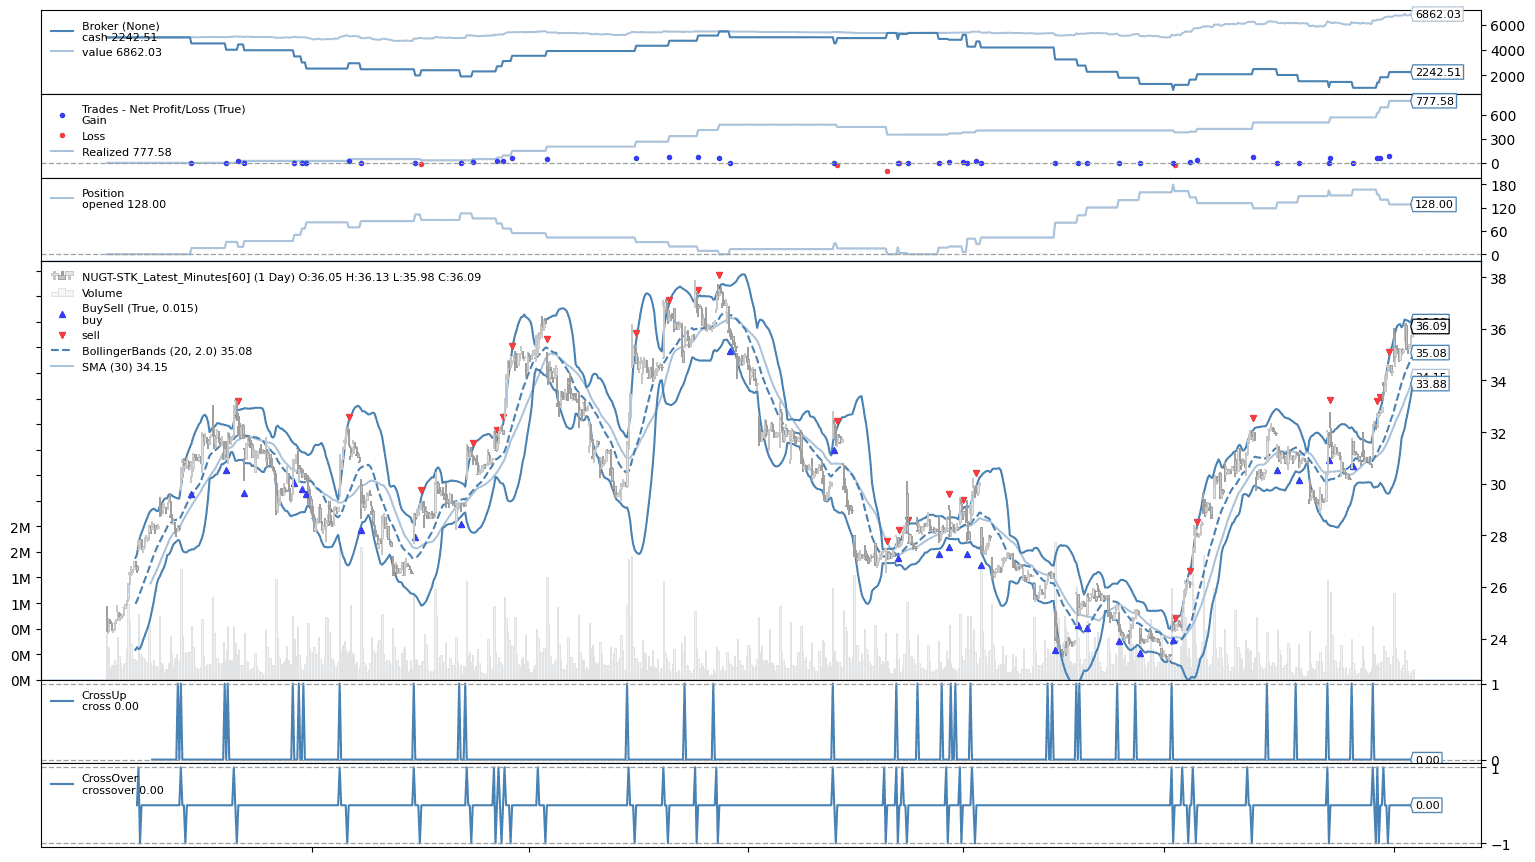 Broker (None)
cash 2242.51
value 6862.03
6862.03
6000
4000
2242.51
2000
Trades - Net Profit/Loss (True)
Gain
Loss
Realized 777.58
777.58
600
300
0
Position
opened 128.00
180
128.00
120
60
0
NUGT-STK_Latest_Minutes[60] (1 Day) O:36.05 H:36.13 L:35.98 C:36.09
Volume
BuySell (True, 0.015)
buy
sell
BollingerBands (20, 2.0) 35.08
SMA (30) 34.15
38
36
36.09
35.08
34
34.15
33.88
32
30
28
26
24
2M
2M
1M
1M
0M
0M
0M
CrossUp
cross 0.00
1
0.00
0
CrossOver
crossover 0.00
1
0.00
−1